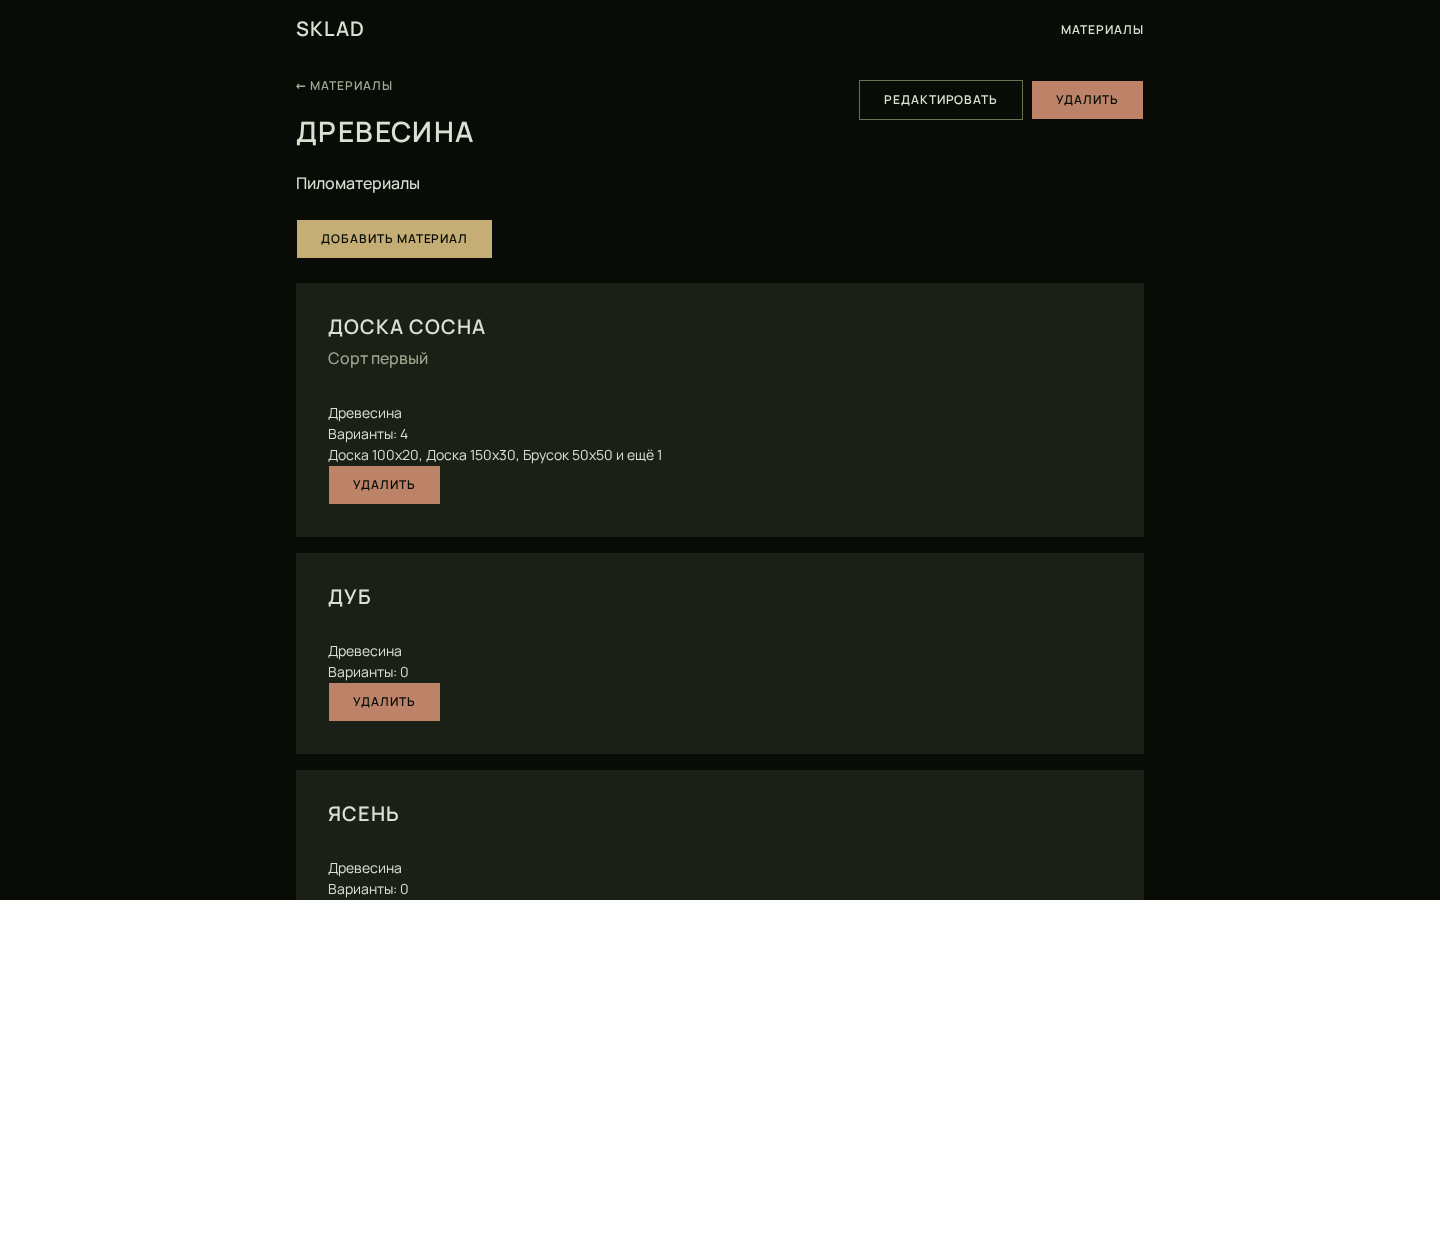 SKLAD
МАТЕРИАЛЫ
← МАТЕРИАЛЫ
РЕДАКТИРОВАТЬ
УДАЛИТЬ
ДРЕВЕСИНА
Пиломатериалы
ДОБАВИТЬ МАТЕРИАЛ
ДОСКА СОСНА
Сорт первый
Древесина
Варианты: 4
Доска 100x20, Доска 150x30, Брусок 50x50 и ещё 1
УДАЛИТЬ
ДУБ
Древесина
Варианты: 0
УДАЛИТЬ
ЯСЕНЬ
Древесина
Варианты: 0